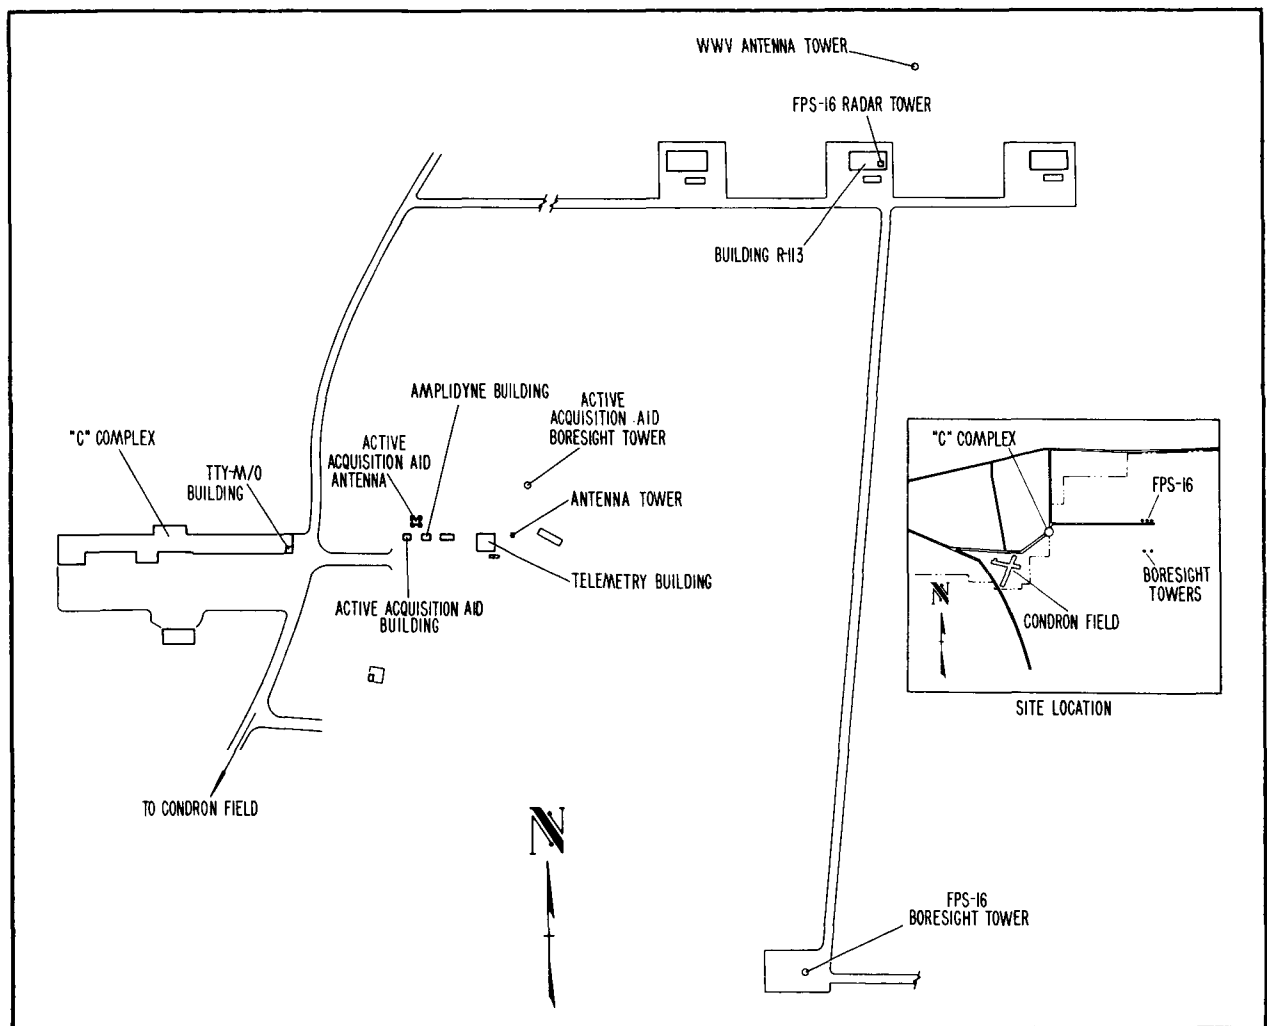 WWV ANTENNA TOWER
FPS-16 RADAR TOWER
BUILDING R-113
AMPLIDYNE BUILDING
ACTIVE
ACQUISITION AID
BORESIGHT TOWER
"C" COMPLEX
TTY-M/O
BUILDING
ACTIVE
ACQUISITION AID
ANTENNA
ANTENNA TOWER
TELEMETRY BUILDING
ACTIVE ACQUISITION AID
BUILDING
TO CONDRON FIELD
N
FPS-16
BORESIGHT TOWER
"C" COMPLEX
FPS-16
BORESIGHT
TOWERS
CONDRON FIELD
N
SITE LOCATION